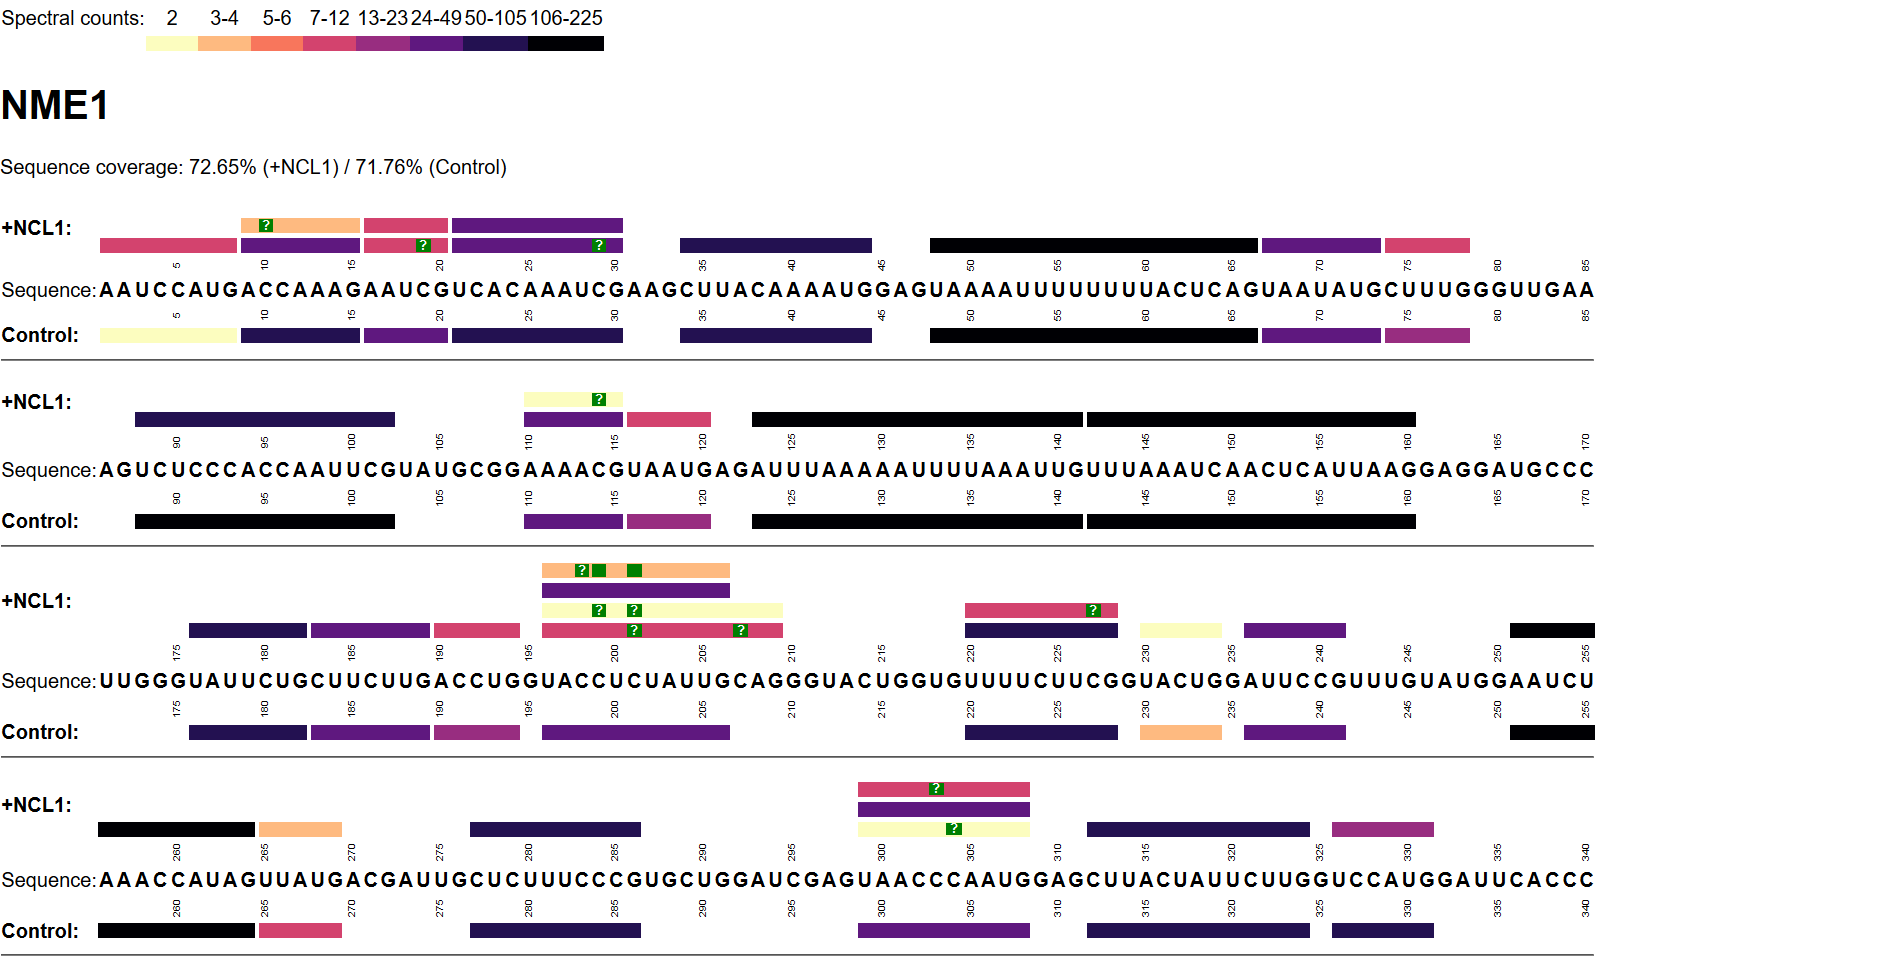 Spectral counts: 2 3-4 5-6 7-12 13-23 24-49 50-105 106-225
NME1
Sequence coverage: 72.65% (+NCL1) / 71.76% (Control)
+NCL1: ?
? ?
5 10 15 20 25 30 35 40 45 50 55 60 65 70 75 80 85
Sequence: AAUCCAUGACCAAAGAAUCGUCACAAAUCGAAGCUUACAAAAUGGAGUAAAAUUUUUUUUACUCAGUAAUAUGCUUUGGGUUGAA
5 10 15 20 25 30 35 40 45 50 55 60 65 70 75 80 85
Control:
+NCL1: ?
90 95 100 105 110 115 120 125 130 135 140 145 150 155 160 165 170
Sequence: AGUCUCCCACCAAUUCGUAUGCGGAAAACGUAAUGAGAUUUAAAAAUUUUAAAUUGUUUAAAUCAACUCAUUAAGGAGGAUGCCC
90 95 100 105 110 115 120 125 130 135 140 145 150 155 160 165 170
Control:
?
+NCL1: ? ? ?
? ?
175 180 185 190 195 200 205 210 215 220 225 230 235 240 245 250 255
Sequence: UUGGGUAUUCUGCUUCUUGACCUGGUACCUCUAUUGCAGGGUACUGGUGUUUUCUUCGGUACUGGAUUCCGUUUGUAUGGAAUCU
175 180 185 190 195 200 205 210 215 220 225 230 235 240 245 250 255
Control:
?
+NCL1:
?
260 265 270 275 280 285 290 295 300 305 310 315 320 325 330 335 340
Sequence: AAACCAUAGUUAUGACGAUUGCUCUUUCCCGUGCUGGAUCGAGUAACCCAAUGGAGCUUACUAUUCUUGGUCCAUGGAUUCACCC
260 265 270 275 280 285 290 295 300 305 310 315 320 325 330 335 340
Control: